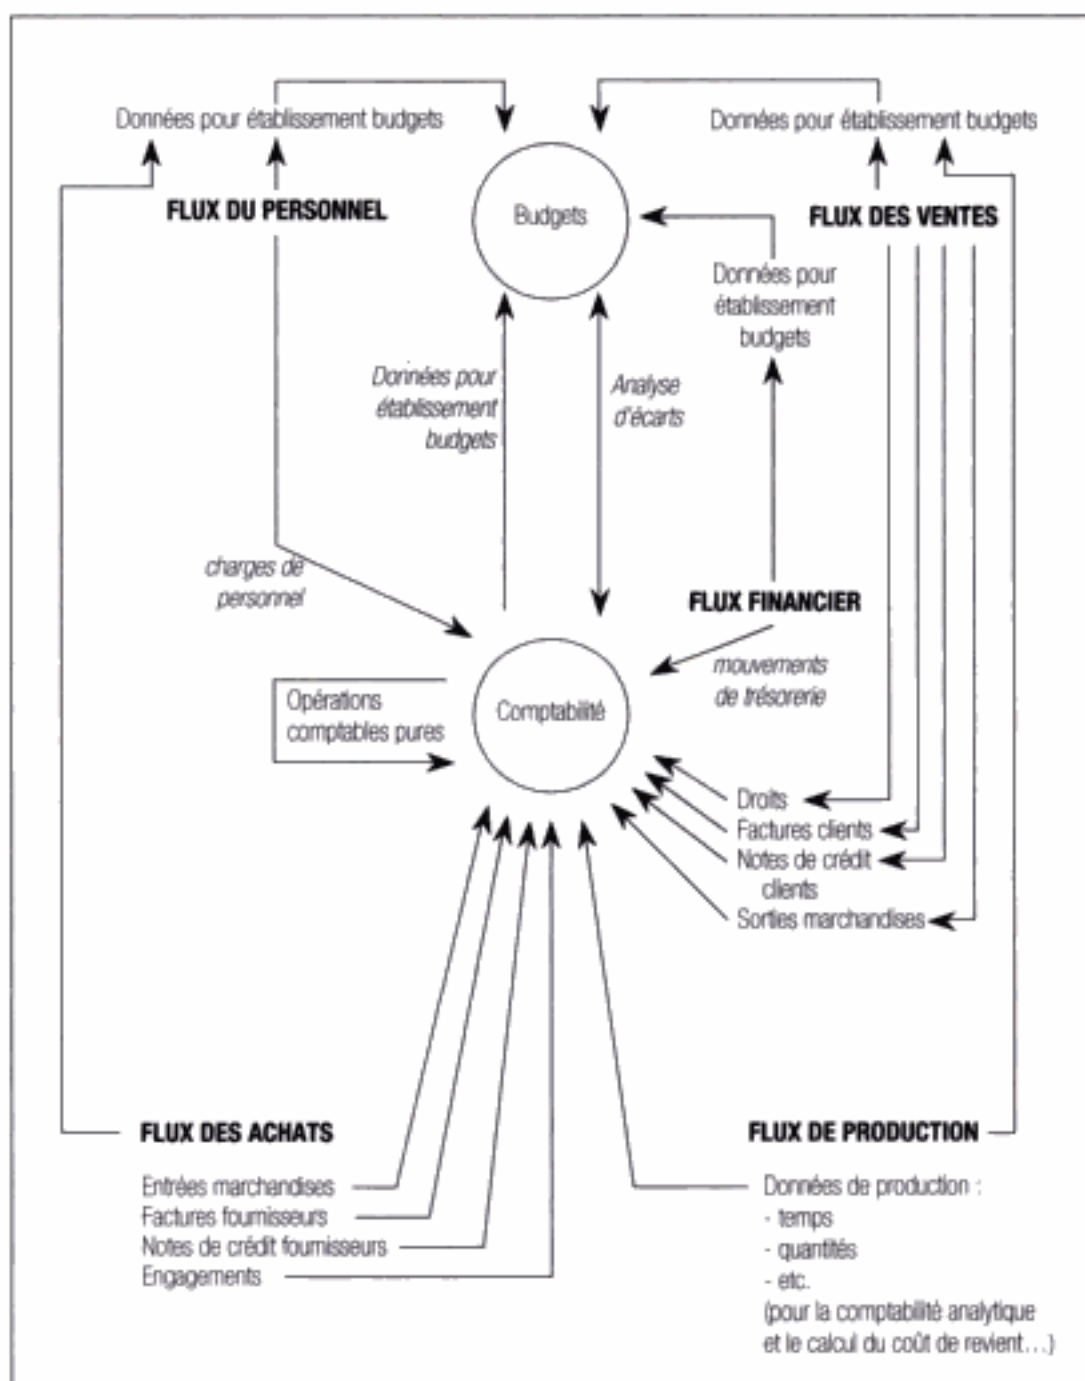 Données pour établissement budgets
Données pour établissement budgets
FLUX DU PERSONNEL
Budgets
FLUX DES VENTES
Données pour
établissement
budgets
Données pour
établissement
budgets
Analyse
d'écarts
charges de
personnel
FLUX FINANCIER
mouvements
de trésorerie
Opérations
comptables pures
Comptabilité
Droits
Factures clients
Notes de crédit
clients
Sorties marchandises
FLUX DES ACHATS
Entrées marchandises
Factures fournisseurs
Notes de crédit fournisseurs
Engagements
FLUX DE PRODUCTION
Données de production :
- temps
- quantités
- etc.
(pour la comptabilité analytique
et le calcul du coût de revient…)